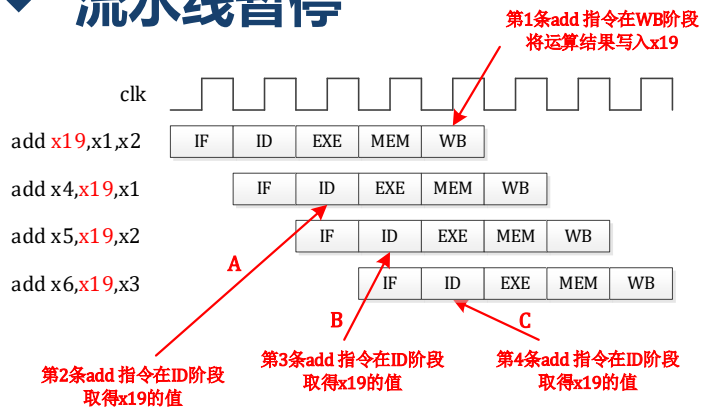 流水线暂停
第1条add 指令在WB阶段
将运算结果写入x19
clk
add x19,x1,x2 IF ID EXE MEM WB
add x4,x19,x1 IF ID EXE MEM WB
add x5,x19,x2 IF ID EXE MEM WB
add x6,x19,x3 IF ID EXE MEM WB
A
B
C
第2条add 指令在ID阶段
取得x19的值
第3条add 指令在ID阶段
取得x19的值
第4条add 指令在ID阶段
取得x19的值